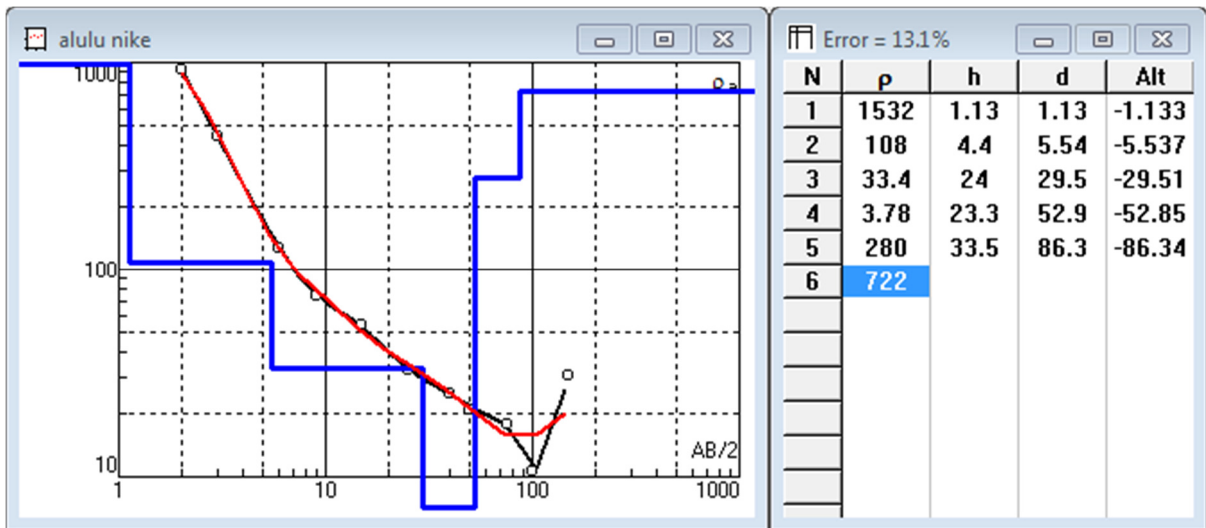 alulu nike
1000
ρa
100
10
AB/2
1 10 100 1000
Error = 13.1%
N ρ h d Alt
1 1532 1.13 1.13 -1.133
2 108 4.4 5.54 -5.537
3 33.4 24 29.5 -29.51
4 3.78 23.3 52.9 -52.85
5 280 33.5 86.3 -86.34
6 722